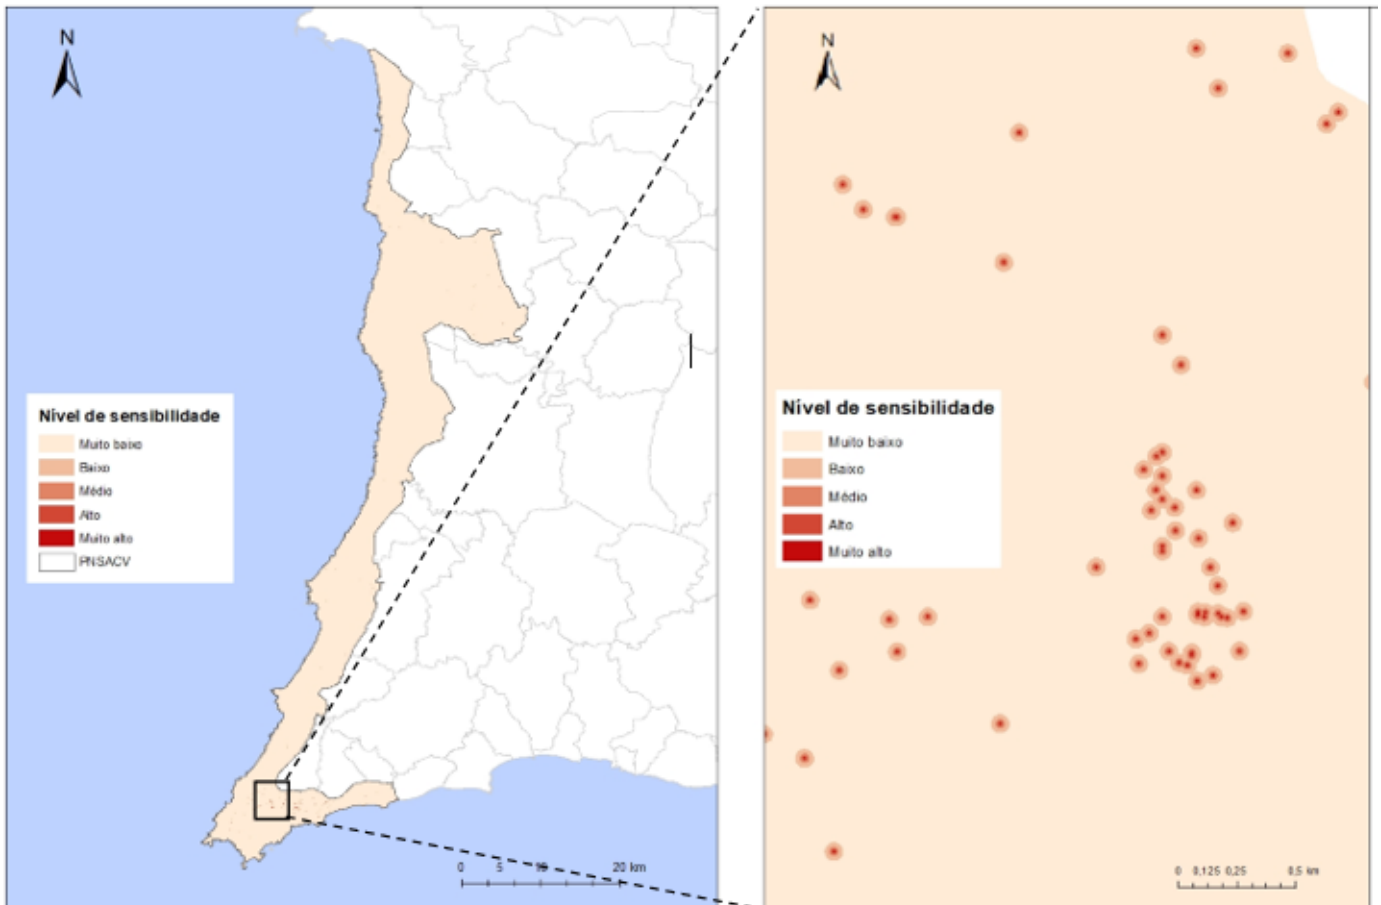 N
Nível de sensibilidade
Muito baixo
Baixo
Médio
Alto
Muito alto
PNSACV
0 5 10 20 km
N
Nível de sensibilidade
Muito baixo
Baixo
Médio
Alto
Muito alto
0 0,125 0,25 0,5 km